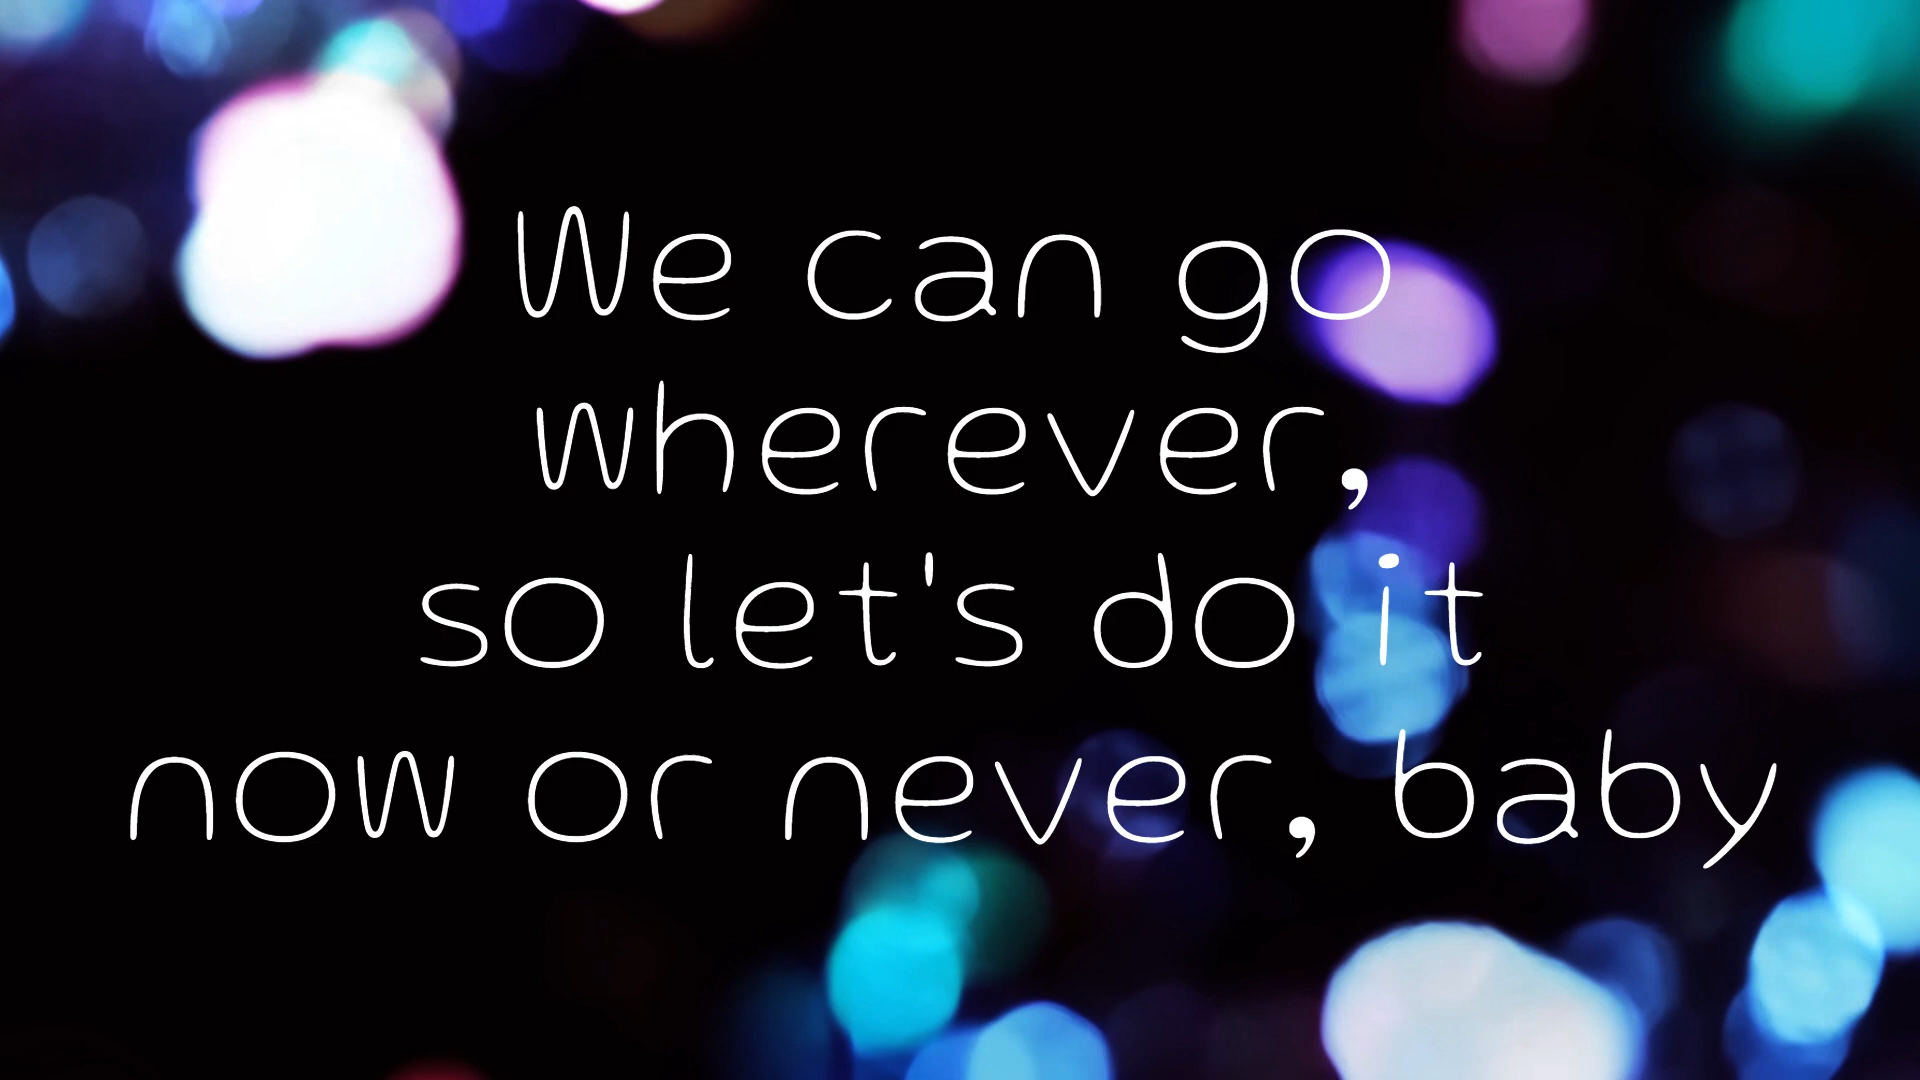 We can go
wherever,
so let's do it
now or never, baby